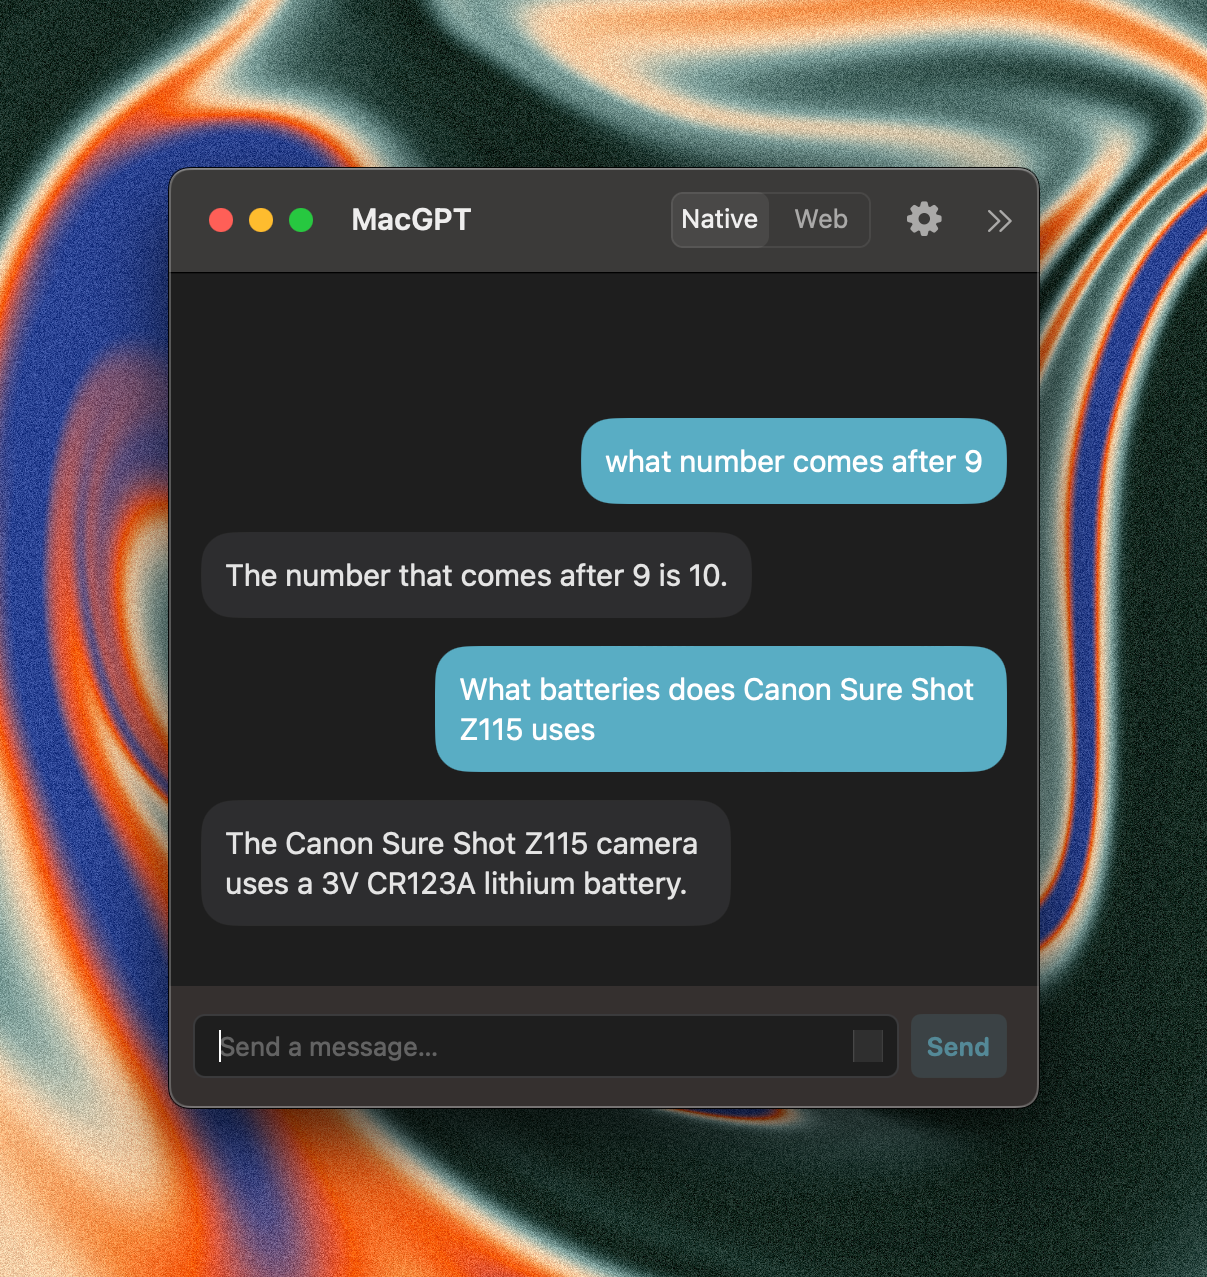 MacGPT
Native
Web
what number comes after 9
The number that comes after 9 is 10.
What batteries does Canon Sure Shot
Z115 uses
The Canon Sure Shot Z115 camera
uses a 3V CR123A lithium battery.
Send a message...
Send